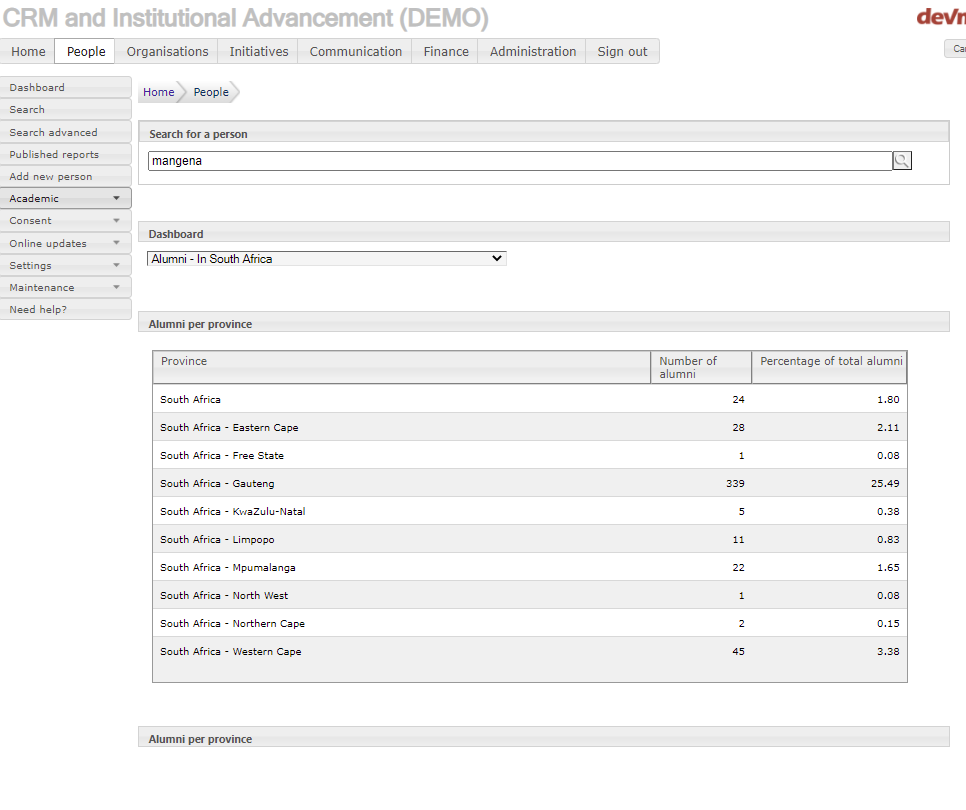 CRM and Institutional Advancement (DEMO)
Home People Organisations Initiatives Communication Finance Administration Sign out
Dashboard
Search
Search advanced
Published reports
Add new person
Academic
Consent
Online updates
Settings
Maintenance
Need help?
Home People
Search for a person
mangena
Dashboard
Alumni - In South Africa
Alumni per province
Province Number of alumni Percentage of total alumni
South Africa 24 1.80
South Africa - Eastern Cape 28 2.11
South Africa - Free State 1 0.08
South Africa - Gauteng 339 25.49
South Africa - KwaZulu-Natal 5 0.38
South Africa - Limpopo 11 0.83
South Africa - Mpumalanga 22 1.65
South Africa - North West 1 0.08
South Africa - Northern Cape 2 0.15
South Africa - Western Cape 45 3.38
Alumni per province